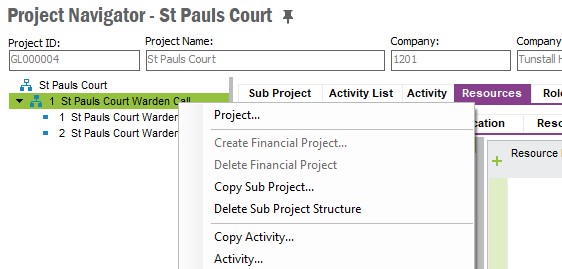 Project Navigator - St Pauls Court
Project ID: Project Name: Company: Company
GL000004 St Pauls Court 1201 Tunstall H
St Pauls Court
1 St Pauls Court Warden Call
1 St Pauls Court Warden
2 St Pauls Court Warden
Sub Project Activity List Activity Resources Role
cation Reso
Resource
Project...
Create Financial Project...
Delete Financial Project
Copy Sub Project...
Delete Sub Project Structure
Copy Activity...
Activity...